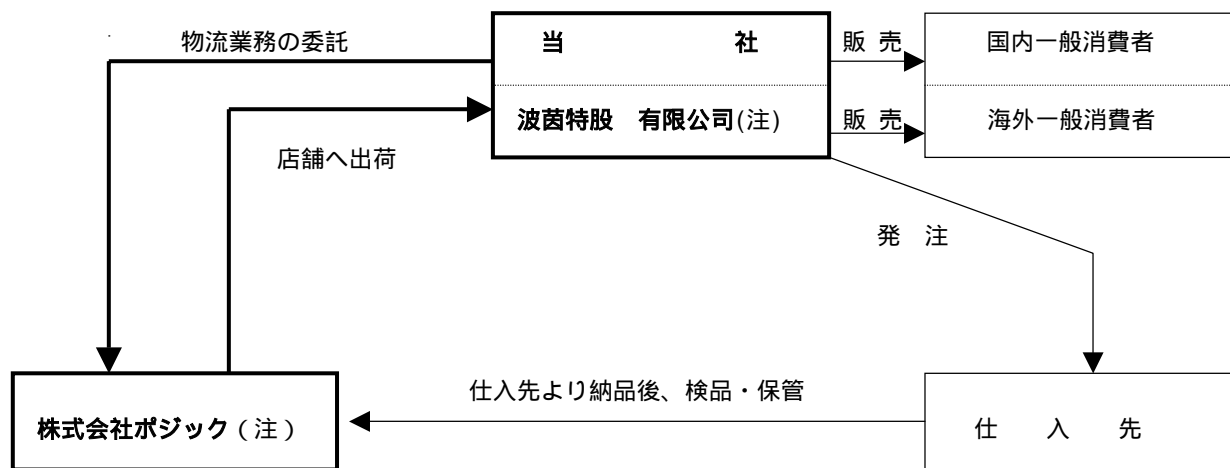 物流業務の委託
当　　　　　社
販 売
国内一般消費者
波茵特股　有限公司(注)
販 売
海外一般消費者
店舗へ出荷
発　注
仕入先より納品後、検品・保管
株式会社ポジック（注）
仕　入　先